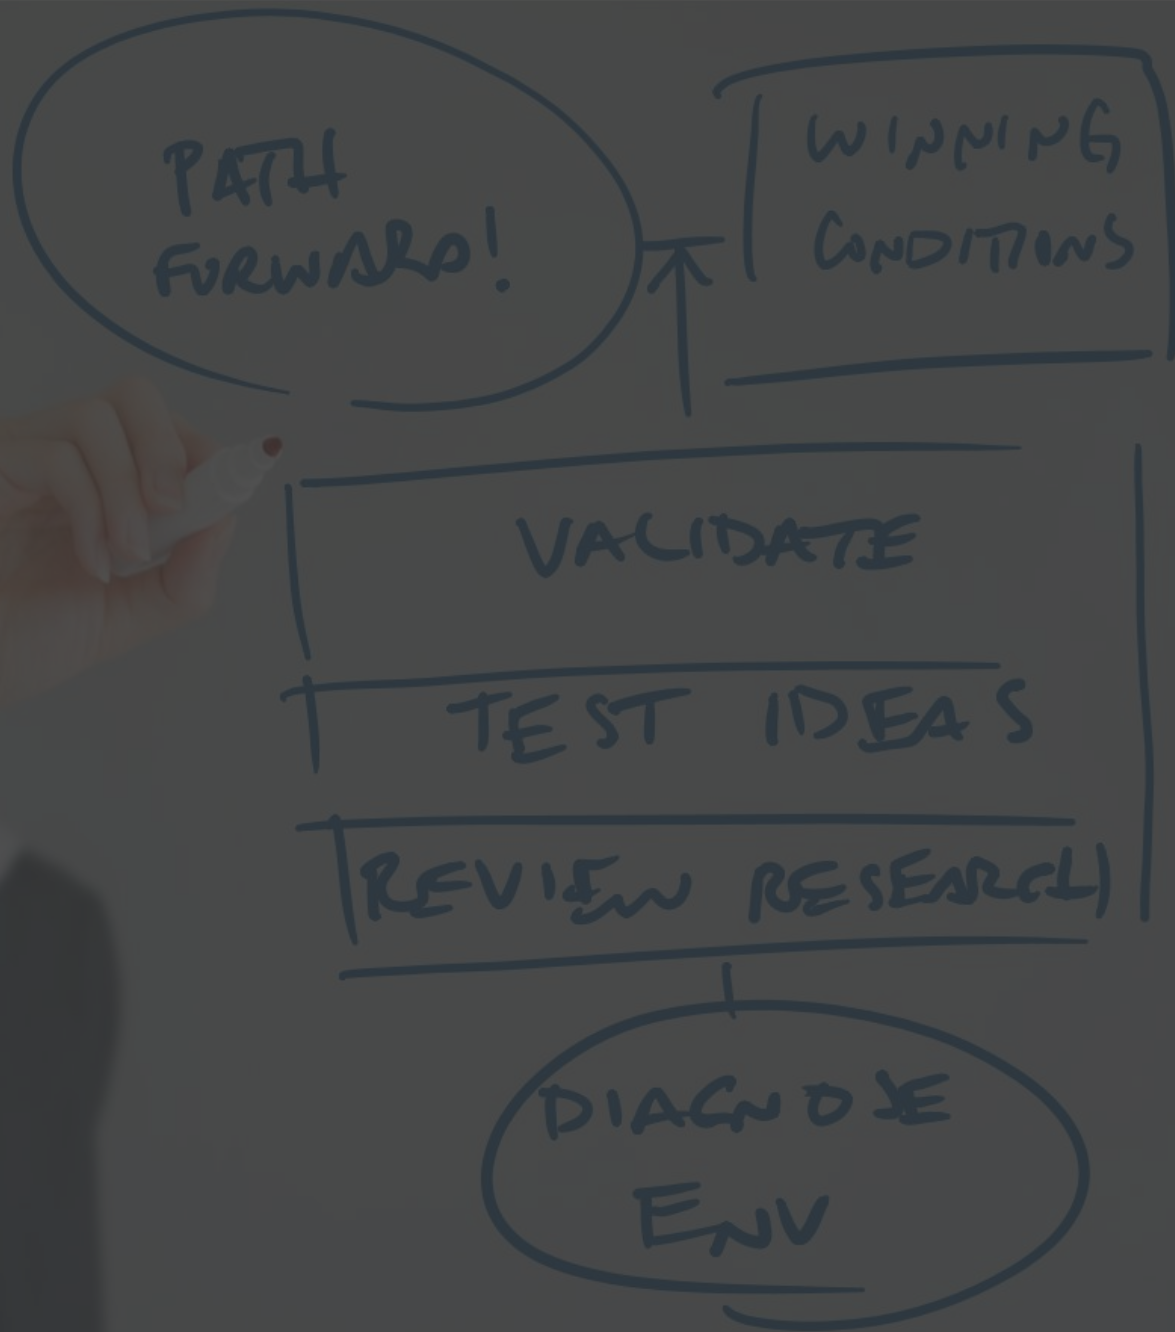 PATH
FORWARD!
WINNING
CONDITIONS
VALIDATE
TEST IDEAS
REVIEW RESEARCH
DIAGNOSE
ENV